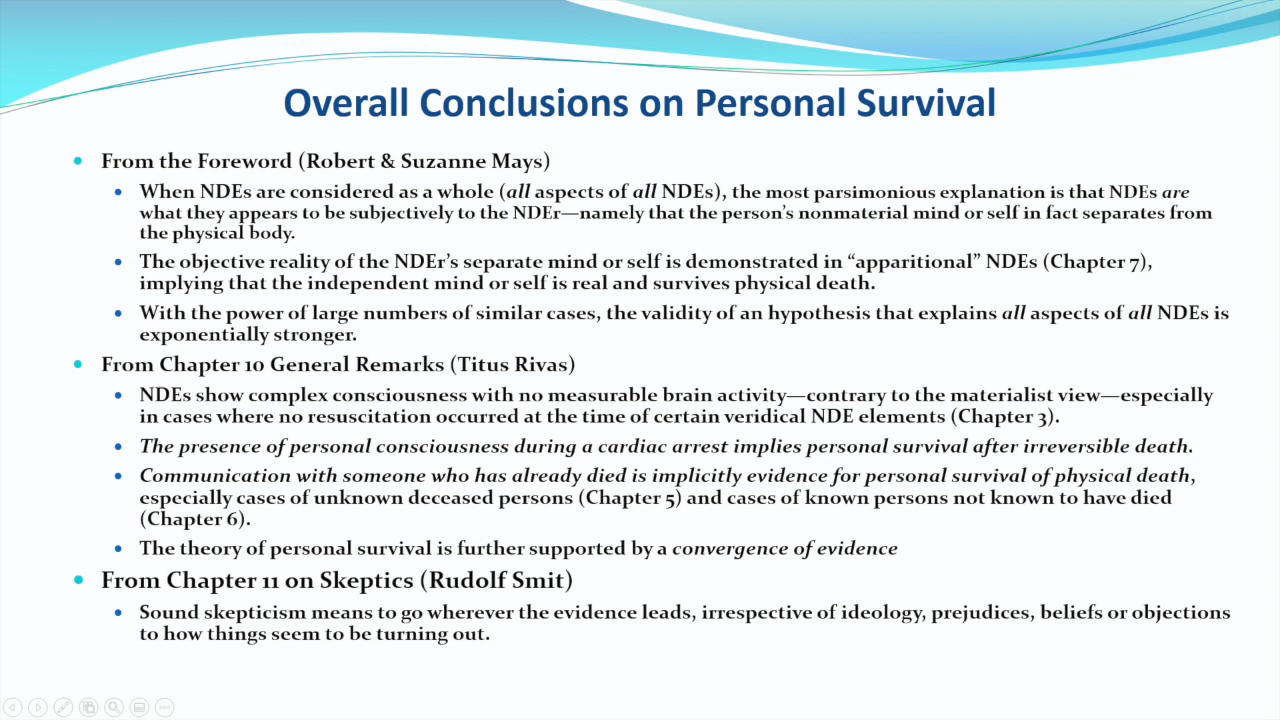 Overall Conclusions on Personal Survival
• From the Foreword (Robert & Suzanne Mays)
• When NDEs are considered as a whole (all aspects of all NDEs), the most parsimonious explanation is that NDEs are
what they appears to be subjectively to the NDEr—namely that the person's nonmaterial mind or self in fact separates from
the physical body.
• The objective reality of the NDEr's separate mind or self is demonstrated in “apparitional” NDEs (Chapter 7),
implying that the independent mind or self is real and survives physical death.
• With the power of large numbers of similar cases, the validity of an hypothesis that explains all aspects of all NDEs is
exponentially stronger.
• From Chapter 10 General Remarks (Titus Rivas)
• NDEs show complex consciousness with no measurable brain activity—contrary to the materialist view—especially
in cases where no resuscitation occurred at the time of certain veridical NDE elements (Chapter 3).
• The presence of personal consciousness during a cardiac arrest implies personal survival after irreversible death.
• Communication with someone who has already died is implicitly evidence for personal survival of physical death,
especially cases of unknown deceased persons (Chapter 5) and cases of known persons not known to have died
(Chapter 6).
• The theory of personal survival is further supported by a convergence of evidence
• From Chapter 11 on Skeptics (Rudolf Smit)
• Sound skepticism means to go wherever the evidence leads, irrespective of ideology, prejudices, beliefs or objections
to how things seem to be turning out.